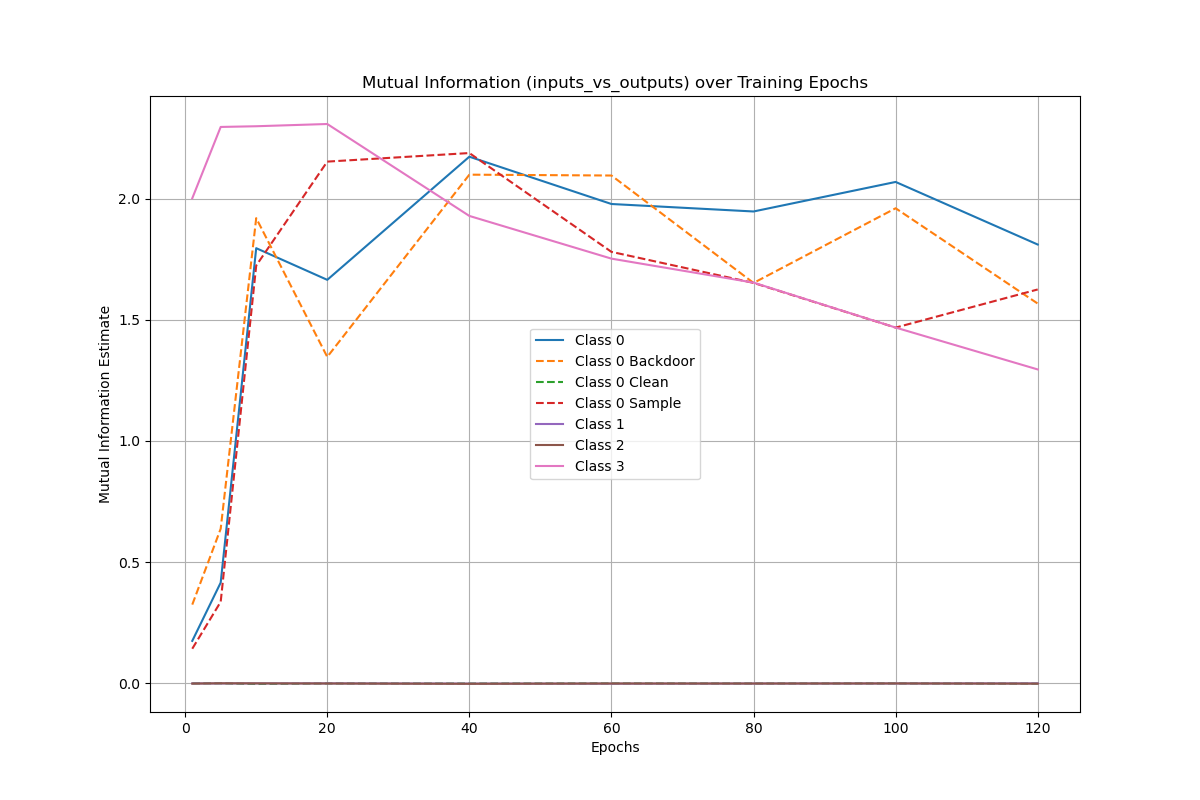 Mutual Information (inputs_vs_outputs) over Training Epochs
Mutual Information Estimate
2.0
1.5
1.0
0.5
0.0
Class 0
Class 0 Backdoor
Class 0 Clean
Class 0 Sample
Class 1
Class 2
Class 3
0 20 40 60 80 100 120
Epochs